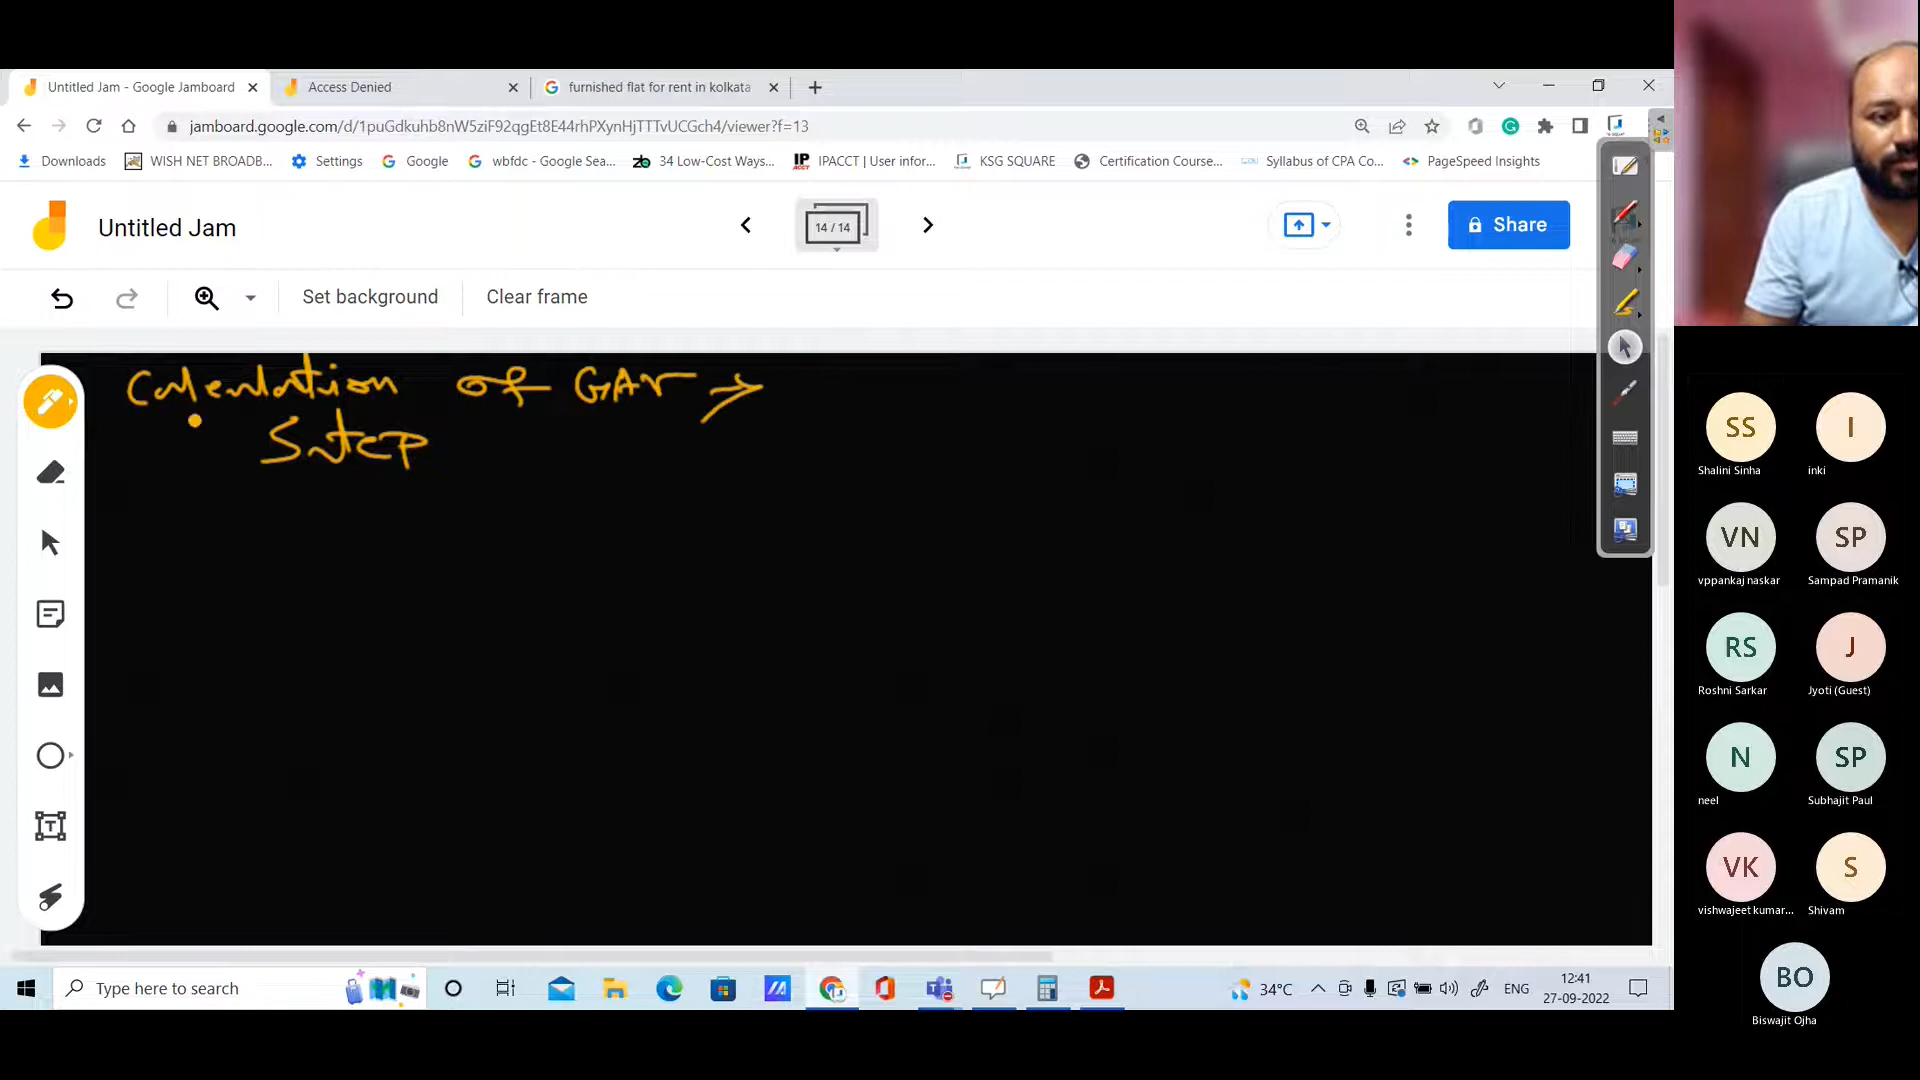 Untitled Jam - Google Jamboard
Access Denied
furnished flat for rent in kolkata
jamboard.google.com/d/1puGdkuhb8nW5ziF92qgEt8E44rhPXynHjTTTvUCGch4/viewer?f=13
Downloads
WISH NET BROADB...
Settings
Google
wbfdc - Google Sea...
34 Low-Cost Ways...
IPACCT | User infor...
KSG SQUARE
Certification Course...
Syllabus of CPA Co...
PageSpeed Insights
Untitled Jam
14 / 14
Share
Set background
Clear frame
Calculation of GAV
Step
SS
Shalini Sinha
I
inki
VN
vppankaj naskar
SP
Sampad Pramanik
RS
Roshni Sarkar
J
Jyoti (Guest)
N
neel
SP
Subhajit Paul
VK
vishwajeet kumar...
S
Shivam
BO
Biswajit Ojha
Type here to search
34°C
ENG
12:41
27-09-2022